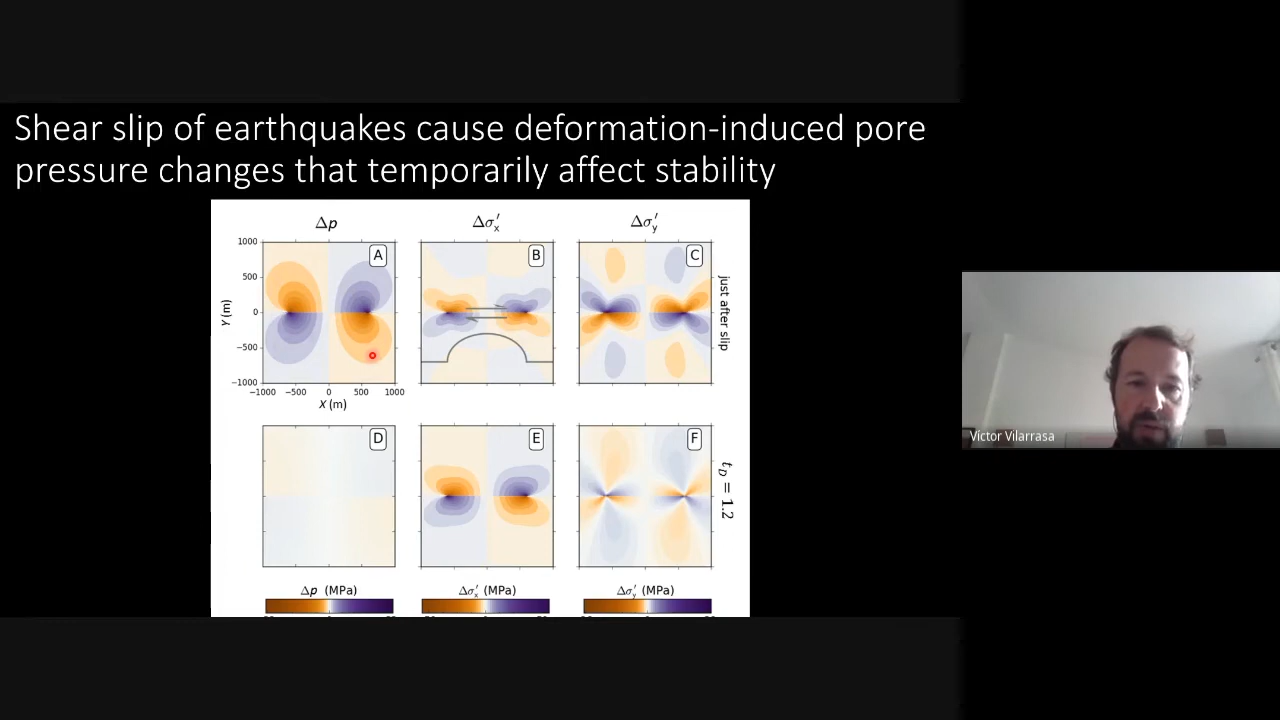 Shear slip of earthquakes cause deformation-induced pore
pressure changes that temporarily affect stability
Δp
Δσ′x
Δσ′y
A
B
C
1000
500
0
−500
−1000
Y (m)
−1000 −500 0 500 1000
X (m)
just after slip
D
E
F
t_D = 1.2
Δp (MPa)
Δσ′x (MPa)
Δσ′y (MPa)
Víctor Vilarrasa